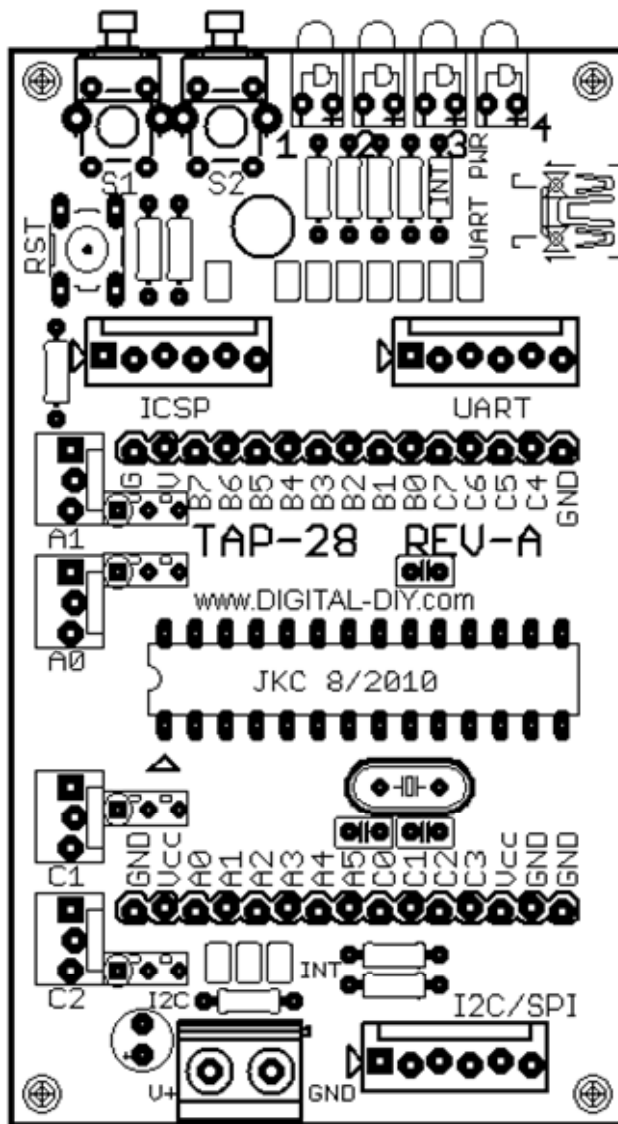 1 2 3 4
S1 S2
RST
INT
UART PWR
ICSP UART
G V B7 B6 B5 B4 B3 B2 B1 B0 C7 C6 C5 C4 GND
A1
TAP-28 REV-A
www.DIGITAL-DIY.com
A0
JKC 8/2010
C1
GND VCC A0 A1 A2 A3 A4 A5 C0 C1 C2 C3 VCC GND GND
C2
INT
I2C
I2C/SPI
V+ GND